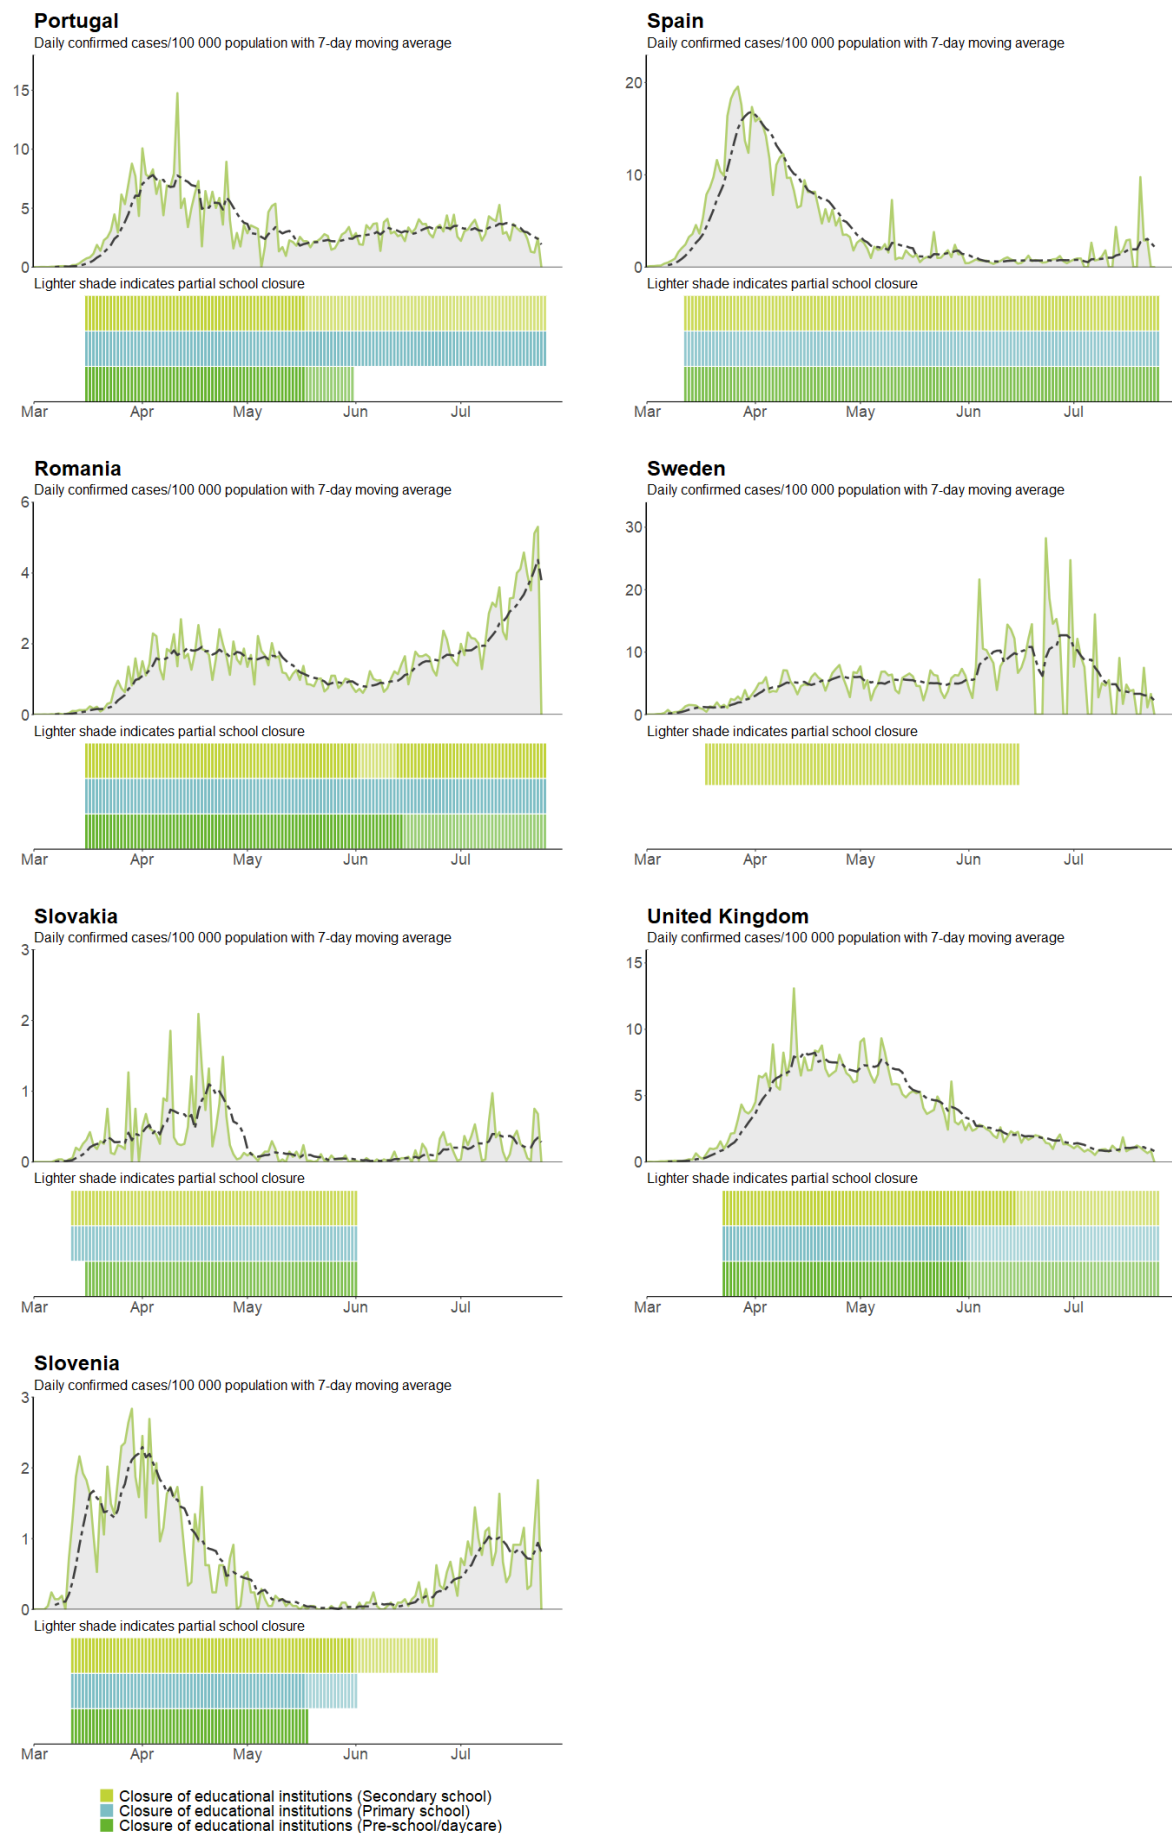 Portugal
Daily confirmed cases/100 000 population with 7-day moving average
15
10
5
0
Lighter shade indicates partial school closure
Mar Apr May Jun Jul
Spain
Daily confirmed cases/100 000 population with 7-day moving average
20
10
0
Lighter shade indicates partial school closure
Mar Apr May Jun Jul
Romania
Daily confirmed cases/100 000 population with 7-day moving average
6
4
2
0
Lighter shade indicates partial school closure
Mar Apr May Jun Jul
Sweden
Daily confirmed cases/100 000 population with 7-day moving average
30
20
10
0
Lighter shade indicates partial school closure
Mar Apr May Jun Jul
Slovakia
Daily confirmed cases/100 000 population with 7-day moving average
3
2
1
0
Lighter shade indicates partial school closure
Mar Apr May Jun Jul
United Kingdom
Daily confirmed cases/100 000 population with 7-day moving average
15
10
5
0
Lighter shade indicates partial school closure
Mar Apr May Jun Jul
Slovenia
Daily confirmed cases/100 000 population with 7-day moving average
3
2
1
0
Lighter shade indicates partial school closure
Mar Apr May Jun Jul
Closure of educational institutions (Secondary school)
Closure of educational institutions (Primary school)
Closure of educational institutions (Pre-school/daycare)